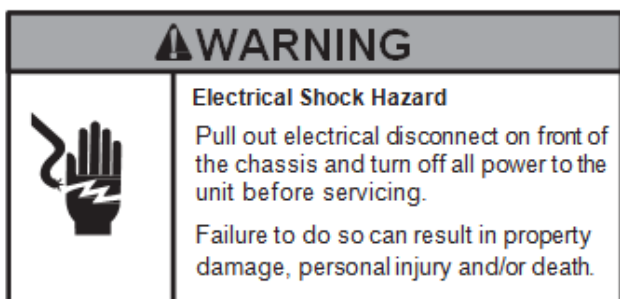 WARNING
Electrical Shock Hazard
Pull out electrical disconnect on front of
the chassis and turn off all power to the
unit before servicing.
Failure to do so can result in property
damage, personal injury and/or death.